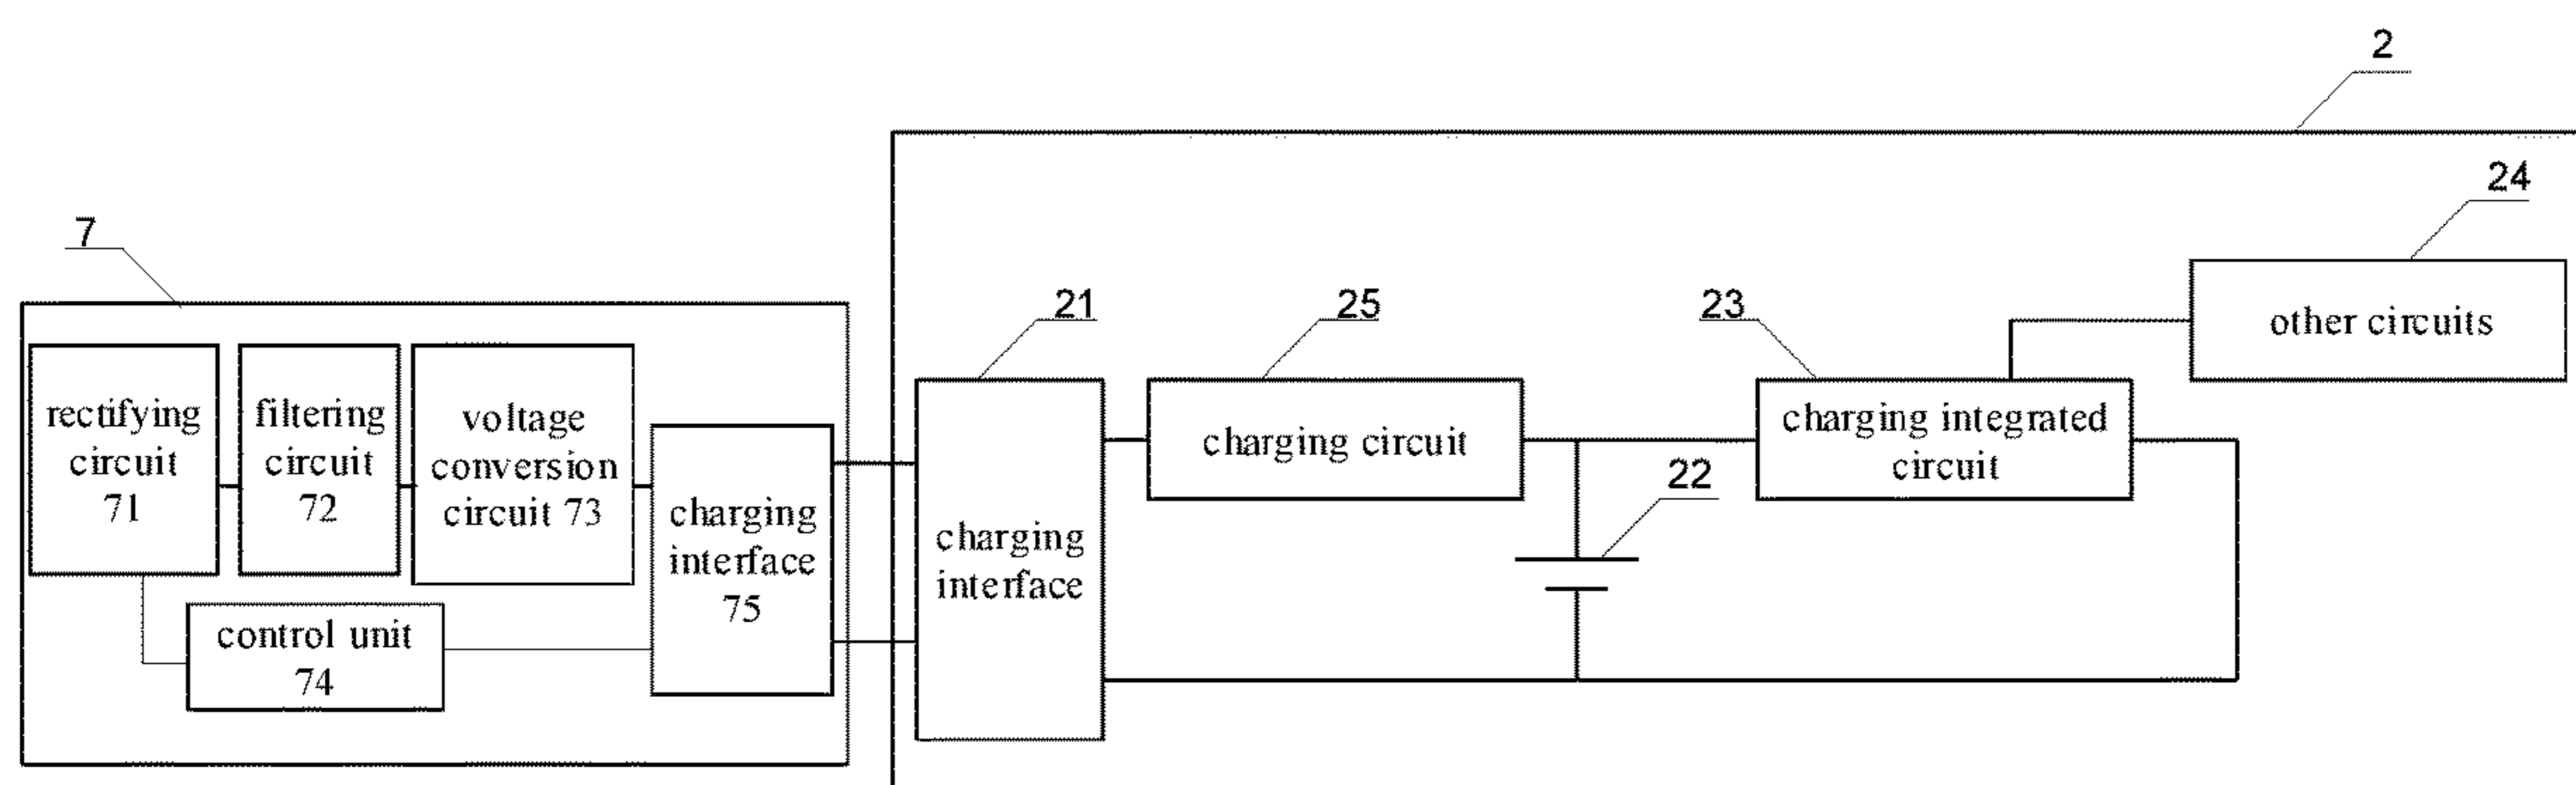 2
24
7
21
25
23
other circuits
rectifying
circuit
71
filtering
circuit
72
voltage
conversion
circuit 73
charging
interface
75
control unit
74
charging
interface
charging circuit
22
charging integrated
circuit